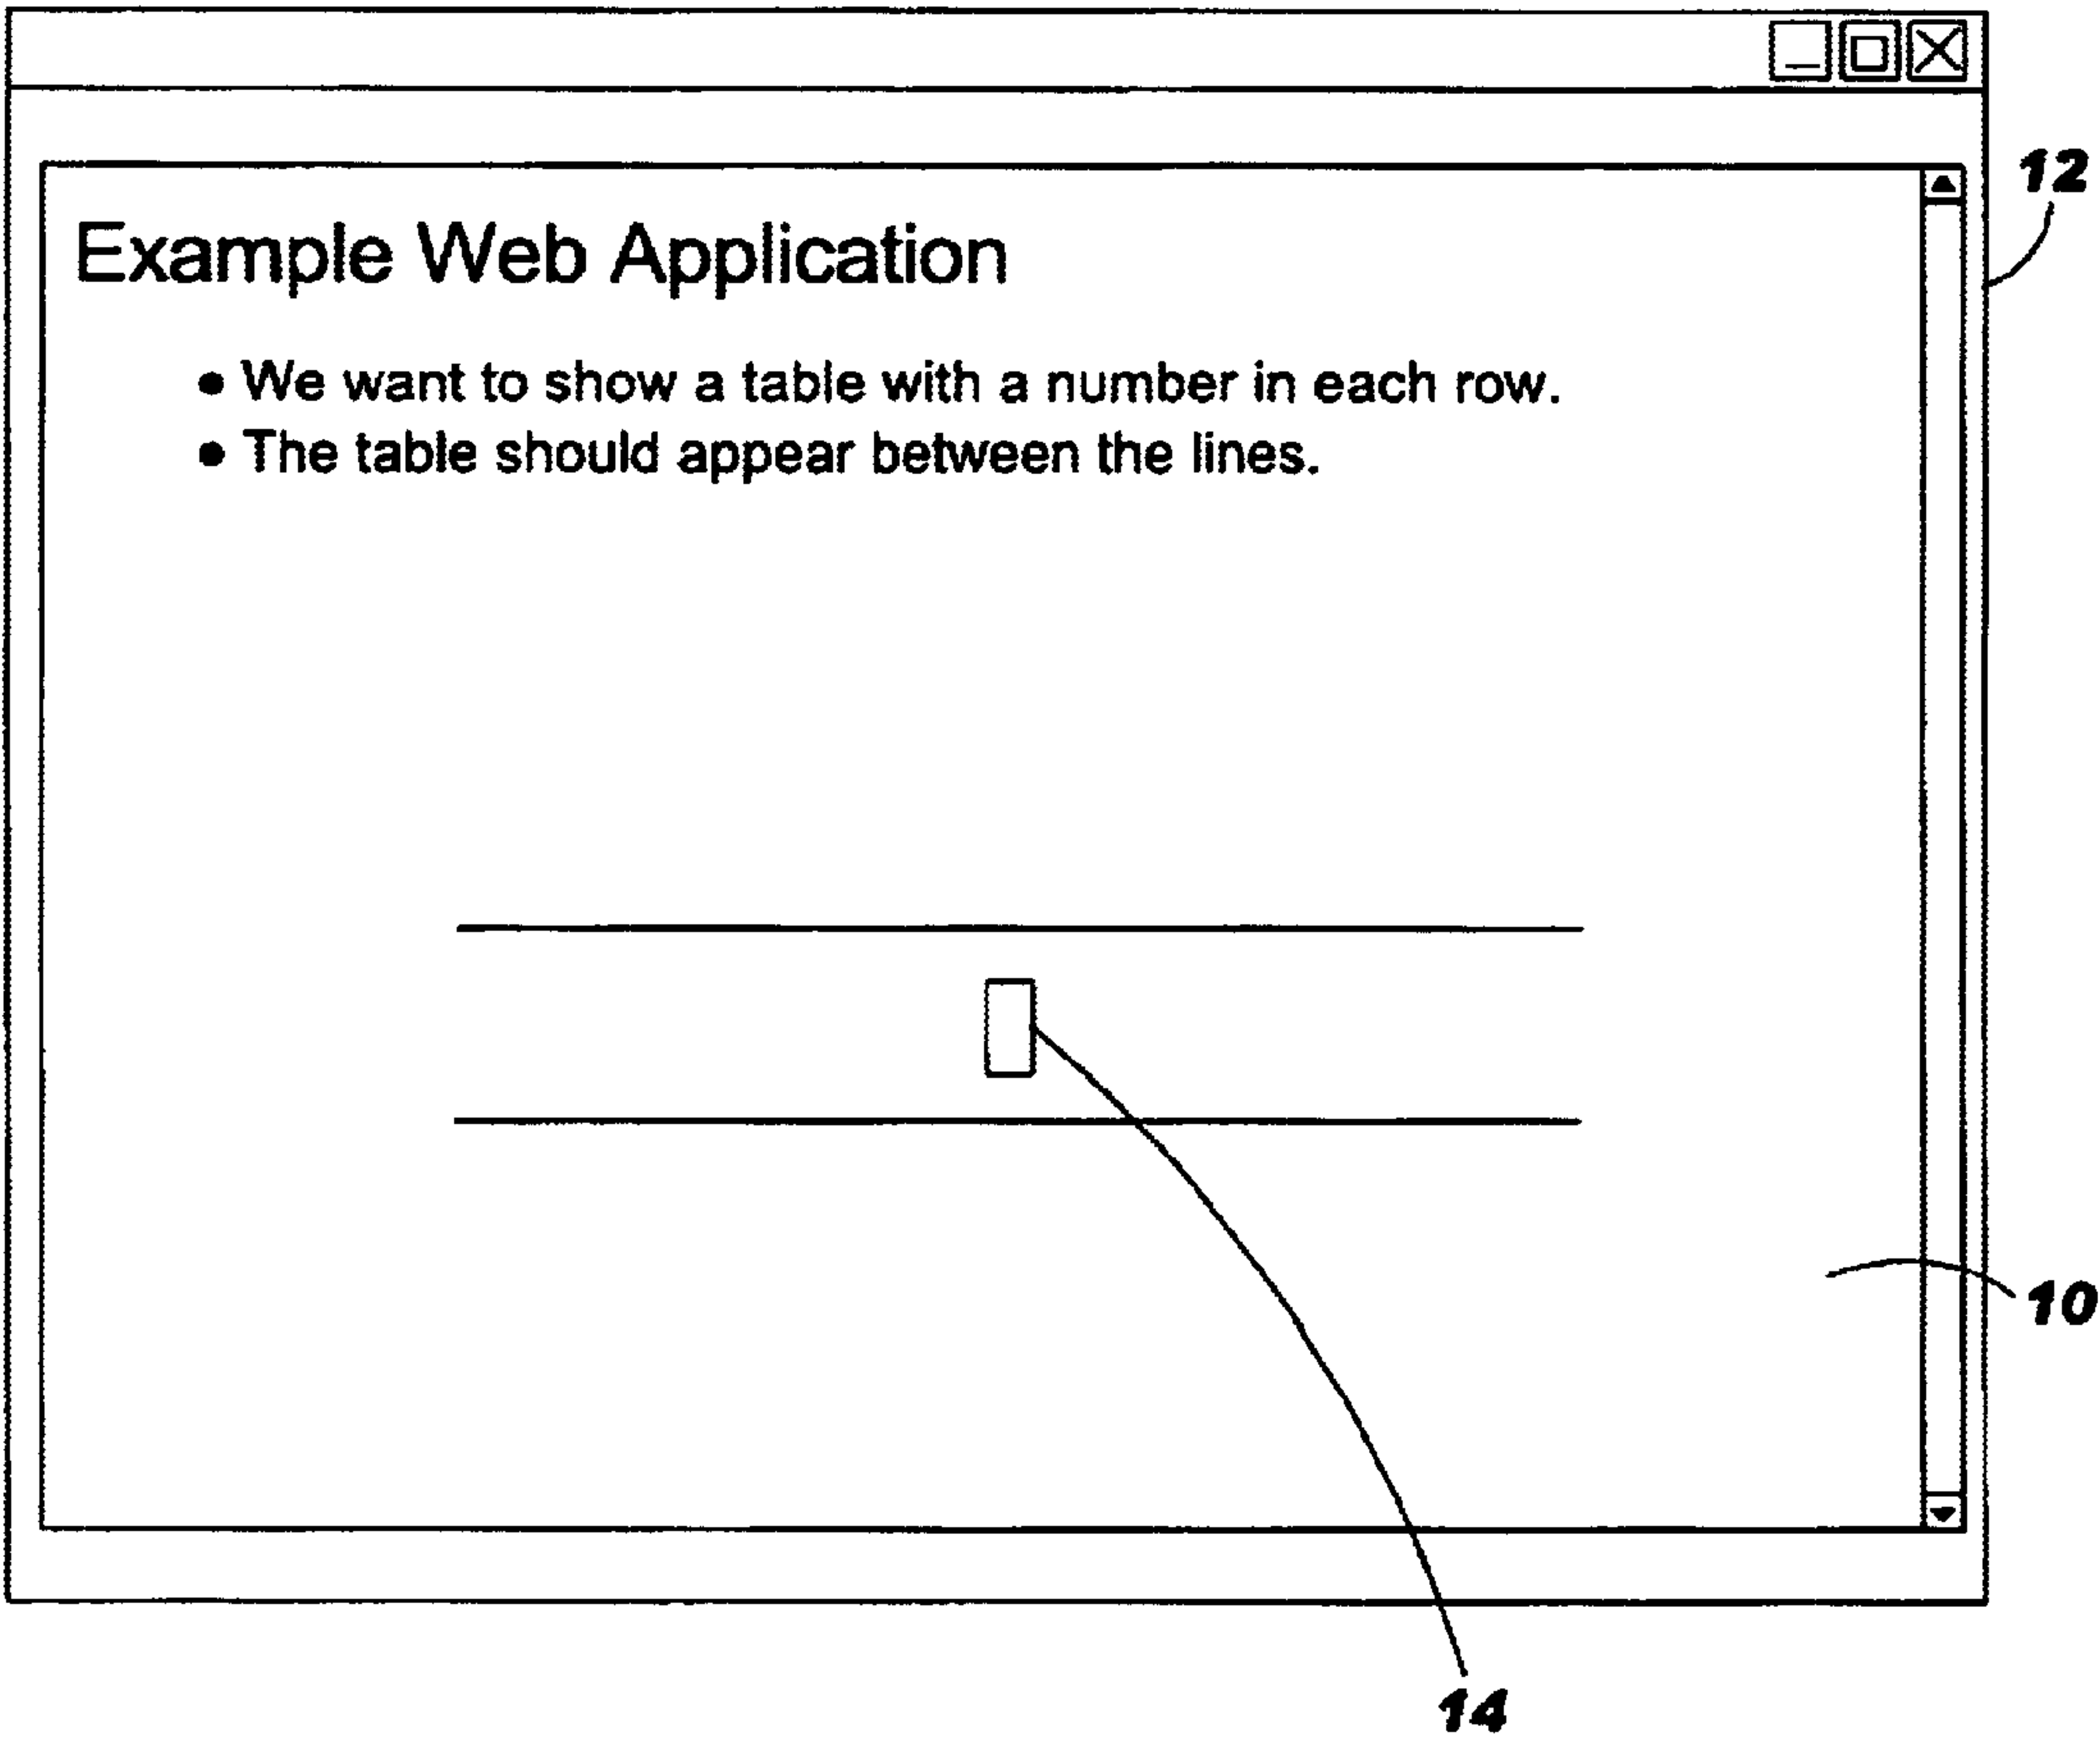 12
Example Web Application
• We want to show a table with a number in each row.
• The table should appear between the lines.
10
14